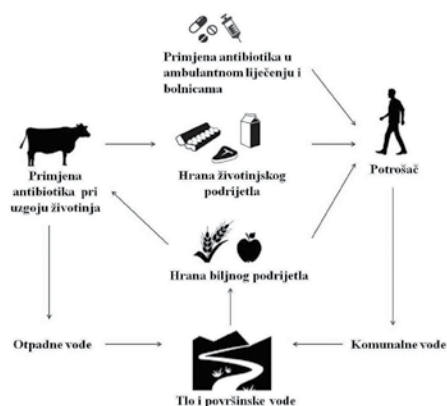 Primjena antibiotika u
ambulantnom liječenju i
bolnicama
Primjena
antibiotika pri
uzgoju životinja
Hrana životinjskog
podrijetla
Potrošač
Hrana biljnog podrijetla
Otpadne vode
Komunalne vode
Tlo i površinske vode